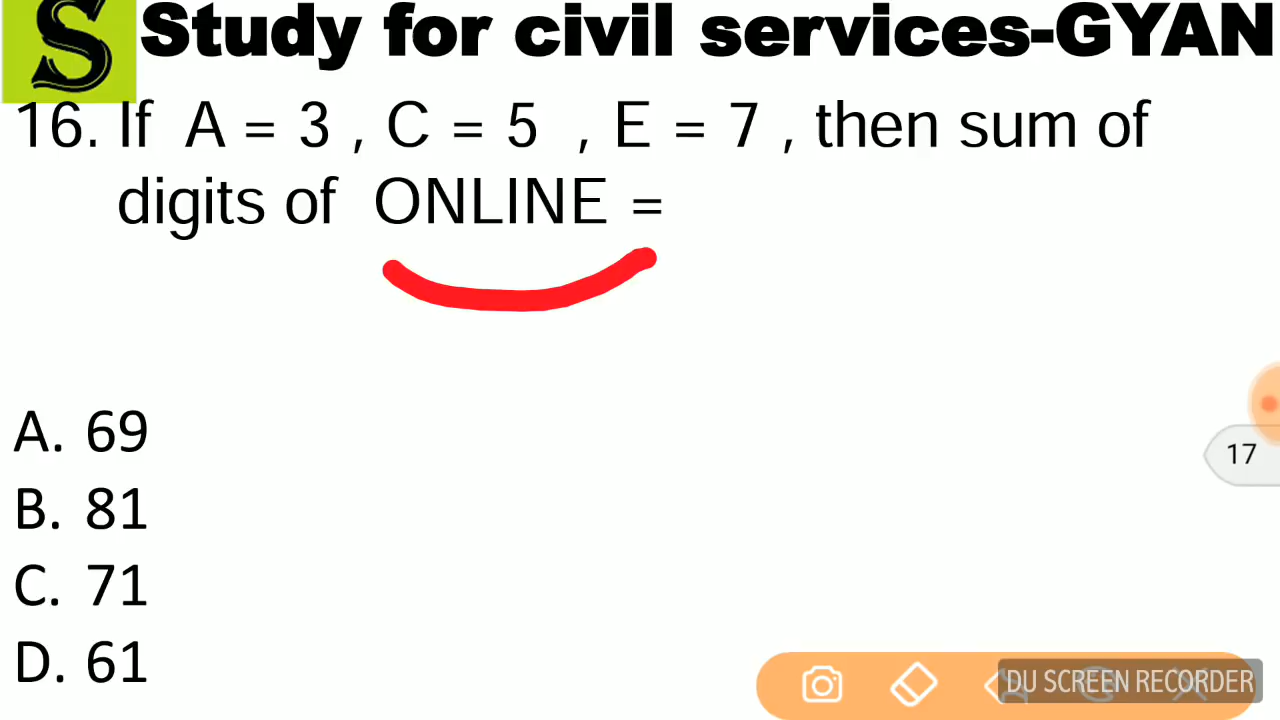 S Study for civil services-GYAN
16. If A = 3 , C = 5 , E = 7 , then sum of
digits of ONLINE =
A. 69
B. 81
C. 71
D. 61
17
DU SCREEN RECORDER